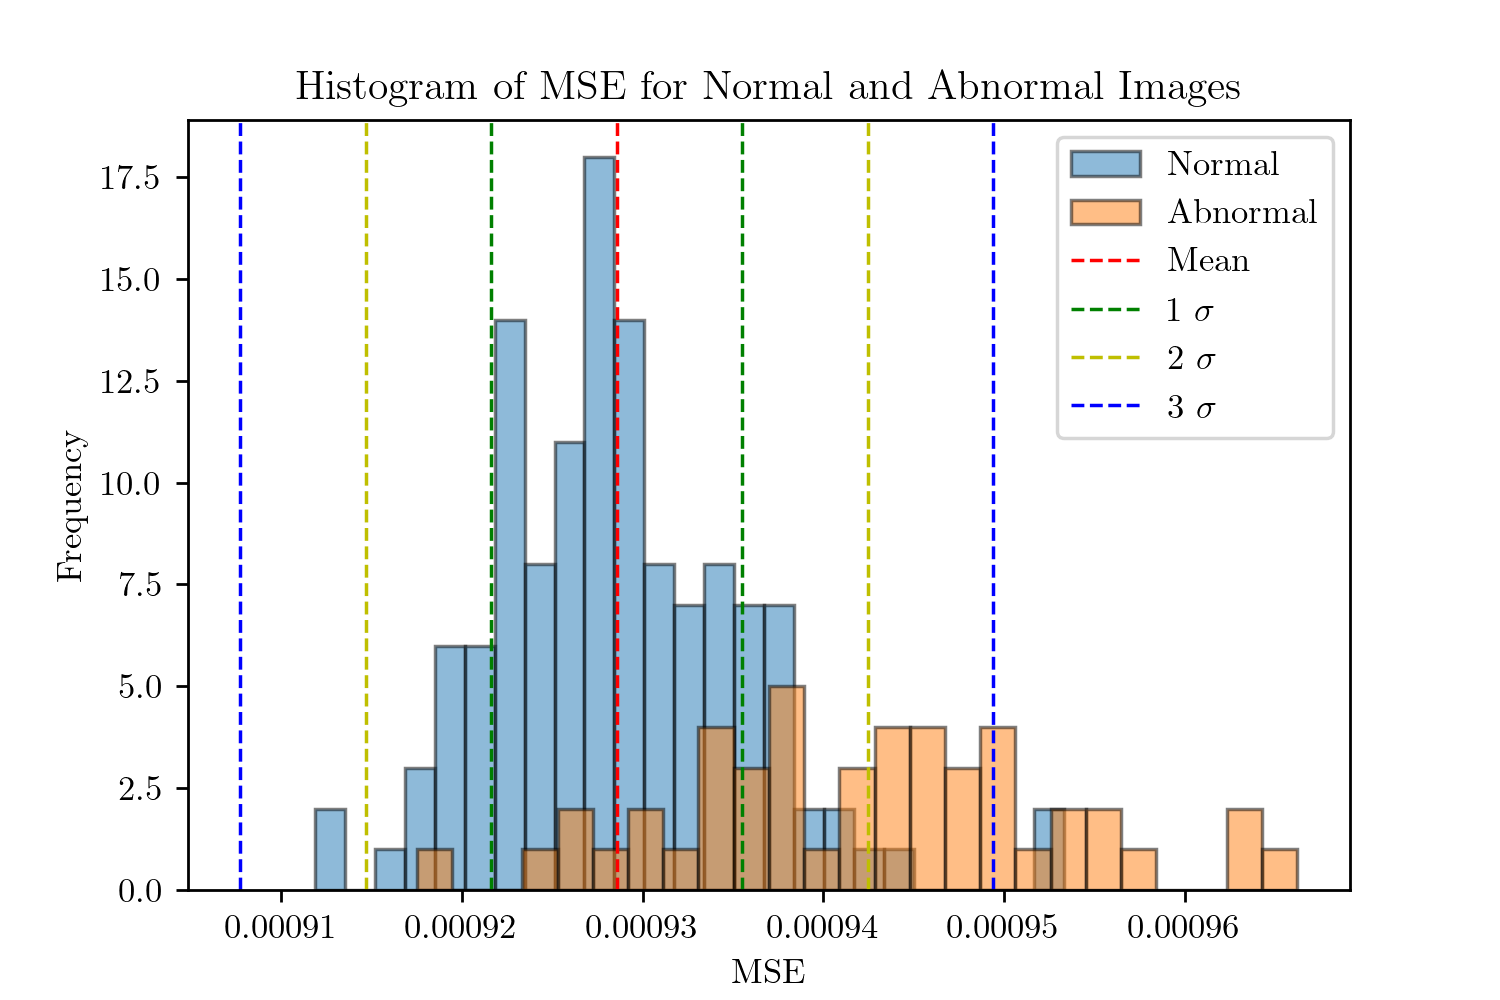 Histogram of MSE for Normal and Abnormal Images
Normal
Abnormal
Mean
1 σ
2 σ
3 σ
17.5
15.0
12.5
10.0
7.5
5.0
2.5
0.0
Frequency
0.00091 0.00092 0.00093 0.00094 0.00095 0.00096
MSE